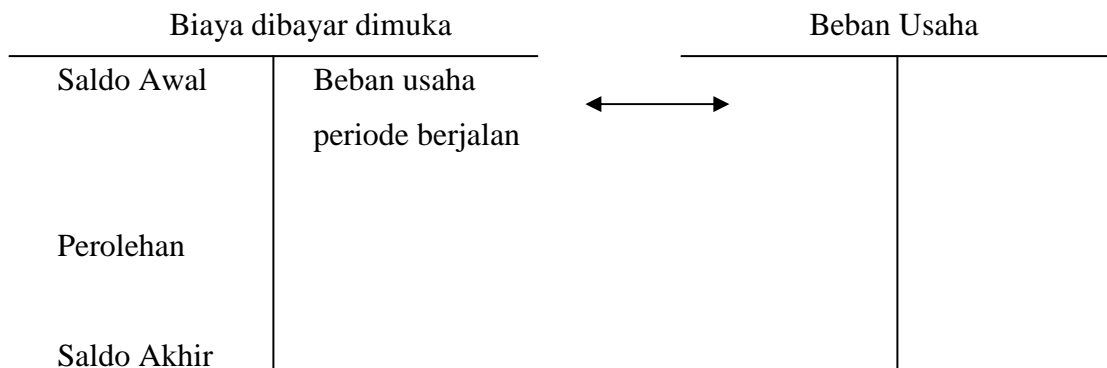 Biaya dibayar dimuka
Beban Usaha
Saldo Awal
Beban usaha
periode berjalan
Perolehan
Saldo Akhir